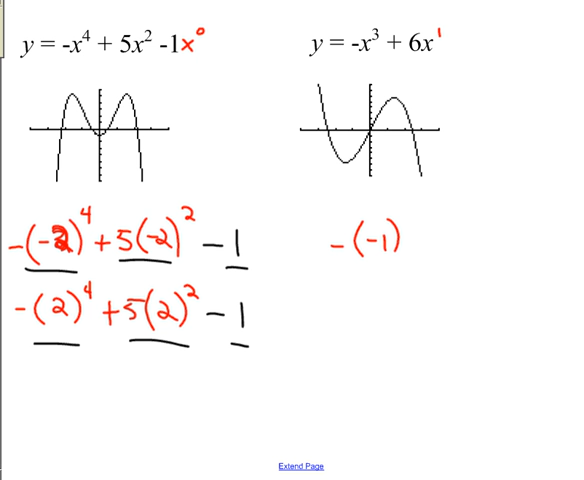 y = -x⁴ + 5x² -1x⁰
y = -x³ + 6x¹
-(-2)⁴ + 5(-2)² - 1
-(-1)
-(2)⁴ + 5(2)² - 1
Extend Page